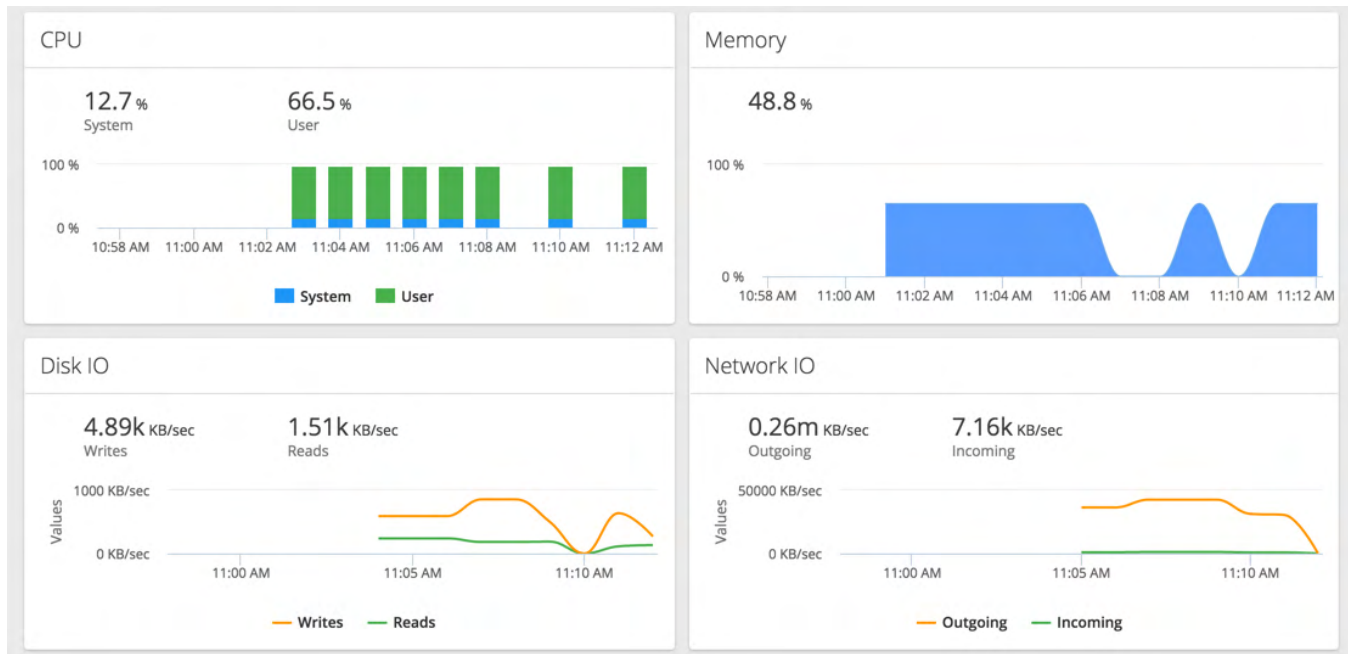 CPU
12.7 %
System
66.5 %
User
100 %
0 %
10:58 AM 11:00 AM 11:02 AM 11:04 AM 11:06 AM 11:08 AM 11:10 AM 11:12 AM
System User
Memory
48.8 %
100 %
0 %
10:58 AM 11:00 AM 11:02 AM 11:04 AM 11:06 AM 11:08 AM 11:10 AM 11:12 AM
Disk IO
4.89k KB/sec
Writes
1.51k KB/sec
Reads
Values
1000 KB/sec
0 KB/sec
11:00 AM 11:05 AM 11:10 AM
Writes Reads
Network IO
0.26m KB/sec
Outgoing
7.16k KB/sec
Incoming
Values
50000 KB/sec
0 KB/sec
11:00 AM 11:05 AM 11:10 AM
Outgoing Incoming